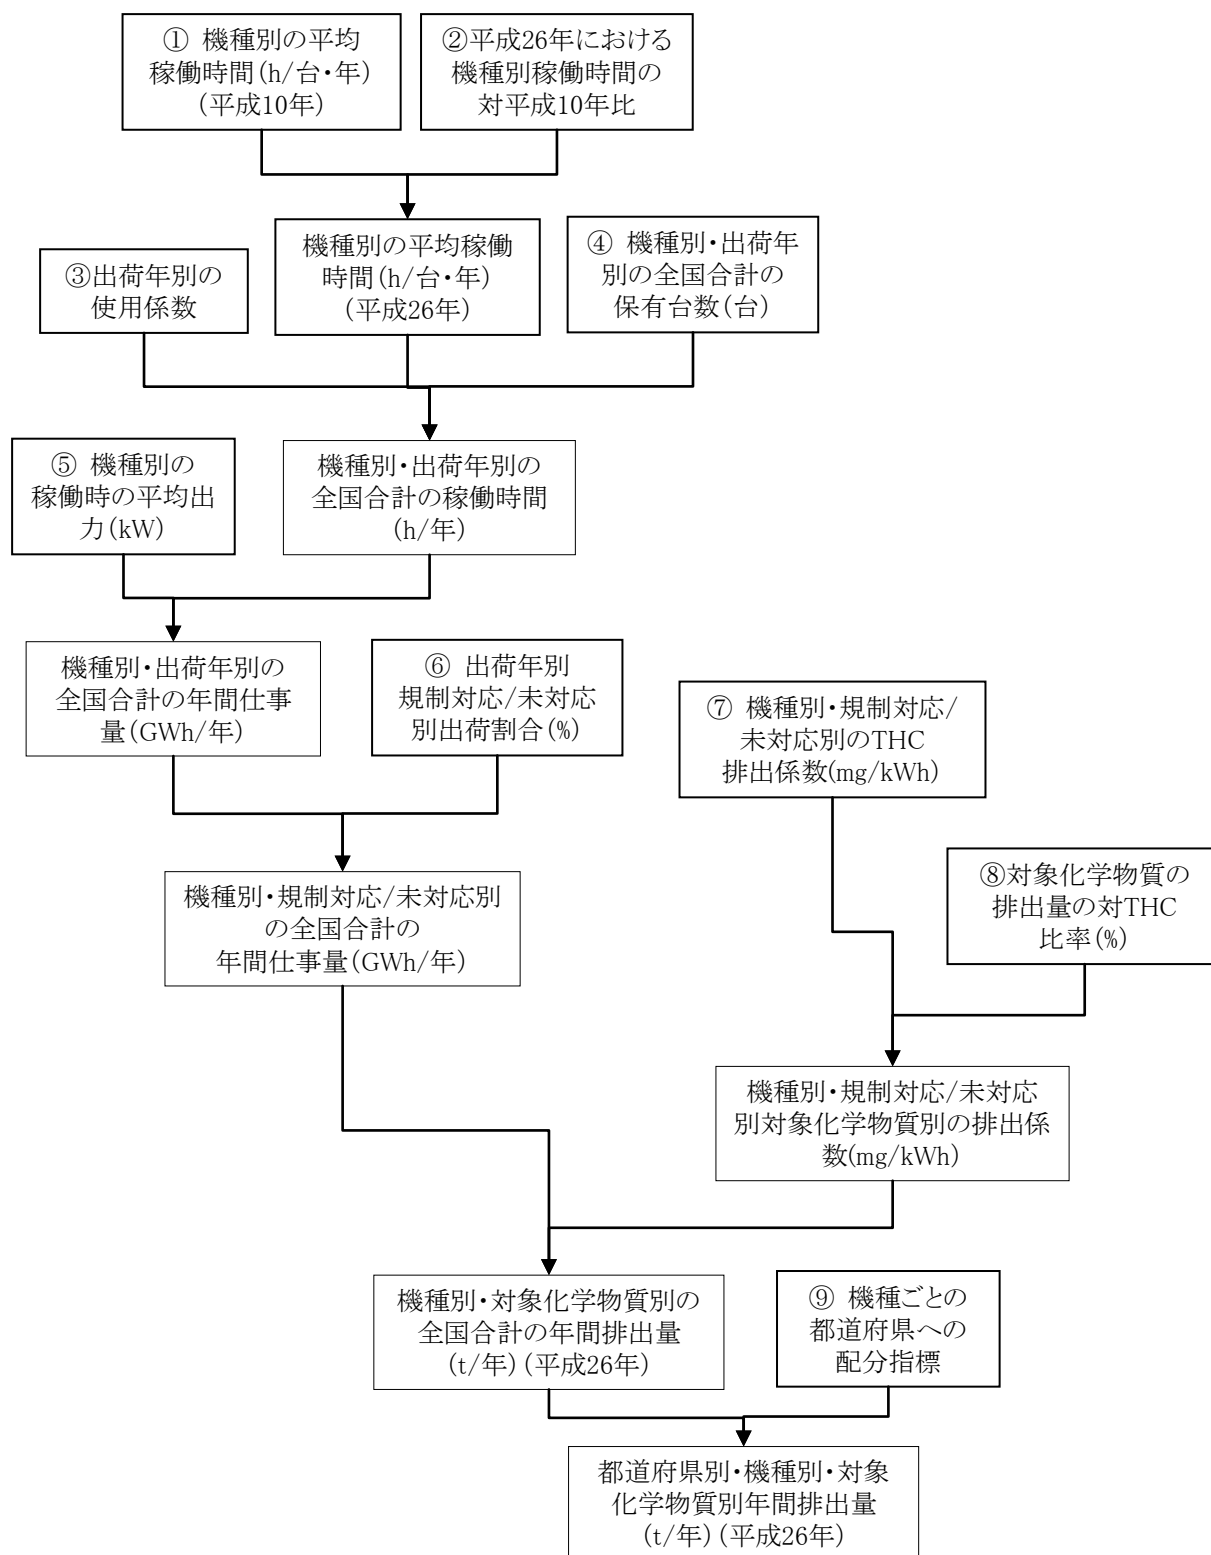 ① 機種別の平均
稼働時間(h/台・年)
(平成10年)
②平成26年における
機種別稼働時間の
対平成10年比
③出荷年別の
使用係数
機種別の平均稼働
時間(h/台・年)
(平成26年)
④ 機種別・出荷年
別の全国合計の
保有台数(台)
⑤ 機種別の
稼働時の平均出
力(kW)
機種別・出荷年別の
全国合計の稼働時間
(h/年)
機種別・出荷年別の
全国合計の年間仕事
量(GWh/年)
⑥ 出荷年別
規制対応/未対応
別出荷割合(%)
⑦ 機種別・規制対応/
未対応別のTHC
排出係数(mg/kWh)
機種別・規制対応/未対応別
の全国合計の
年間仕事量(GWh/年)
⑧対象化学物質の
排出量の対THC
比率(%)
機種別・規制対応/未対応
別対象化学物質別の排出係
数(mg/kWh)
機種別・対象化学物質別の
全国合計の年間排出量
(t/年)(平成26年)
⑨ 機種ごとの
都道府県への
配分指標
都道府県別・機種別・対象
化学物質別年間排出量
(t/年)(平成26年)